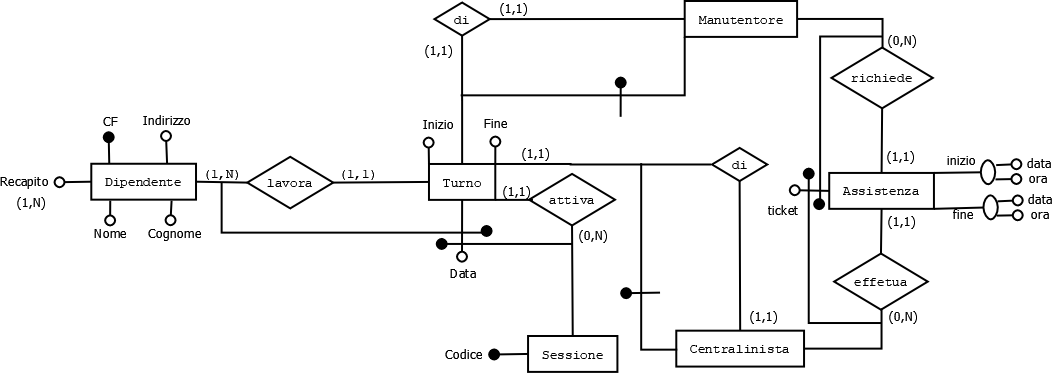 di
(1,1)
Manutentore
(1,1)
(0,N)
richiede
CF
Indirizzo
Inizio
Fine
(1,1)
di
(1,1)
inizio
data
ora
Recapito
Dipendente
(1,N)
lavora
(1,1)
Turno
(1,1)
attiva
ticket
Assistenza
fine
data
ora
(1,N)
Nome
Cognome
(0,N)
(1,1)
Data
effetua
(1,1)
(0,N)
Codice
Sessione
Centralinista